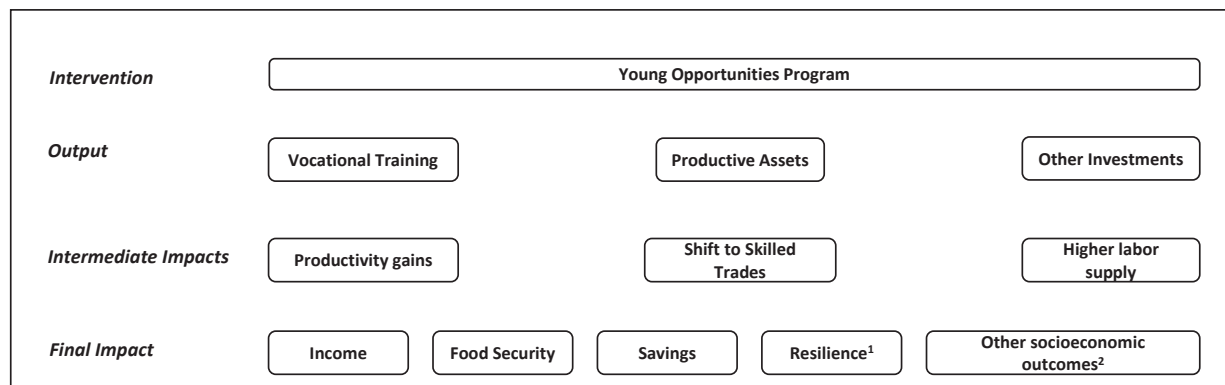 Intervention
Young Opportunities Program
Output
Vocational Training
Productive Assets
Other Investments
Intermediate Impacts
Productivity gains
Shift to Skilled
Trades
Higher labor
supply
Final Impact
Income
Food Security
Savings
Resilience¹
Other socioeconomic
outcomes²